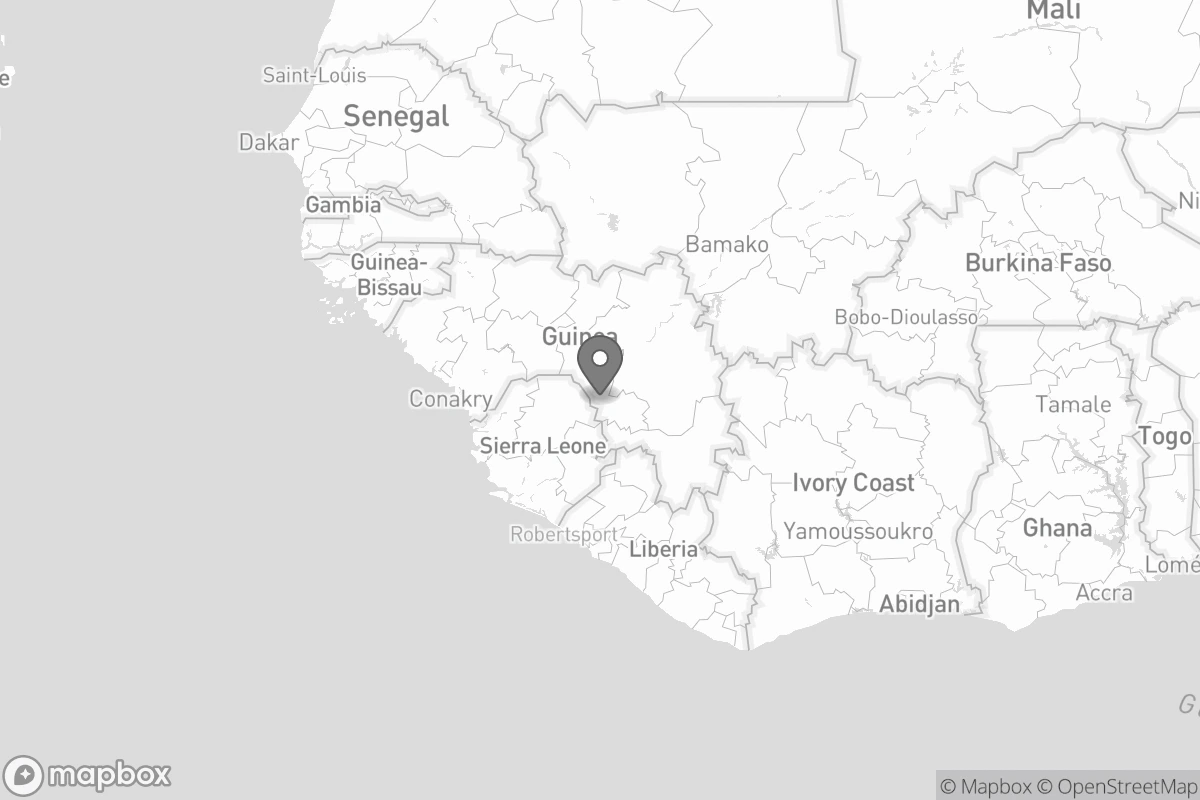 Mali
Saint-Louis
Senegal
Dakar
Gambia
Ni
Bamako
Guinea-
Bissau
Burkina Faso
Bobo-Dioulasso
Guinea
Conakry
Tamale
Sierra Leone
Togo
Ivory Coast
Robertsport
Yamoussoukro
Ghana
Liberia
Lomé
Accra
Abidjan
mapbox
© Mapbox © OpenStreetMap